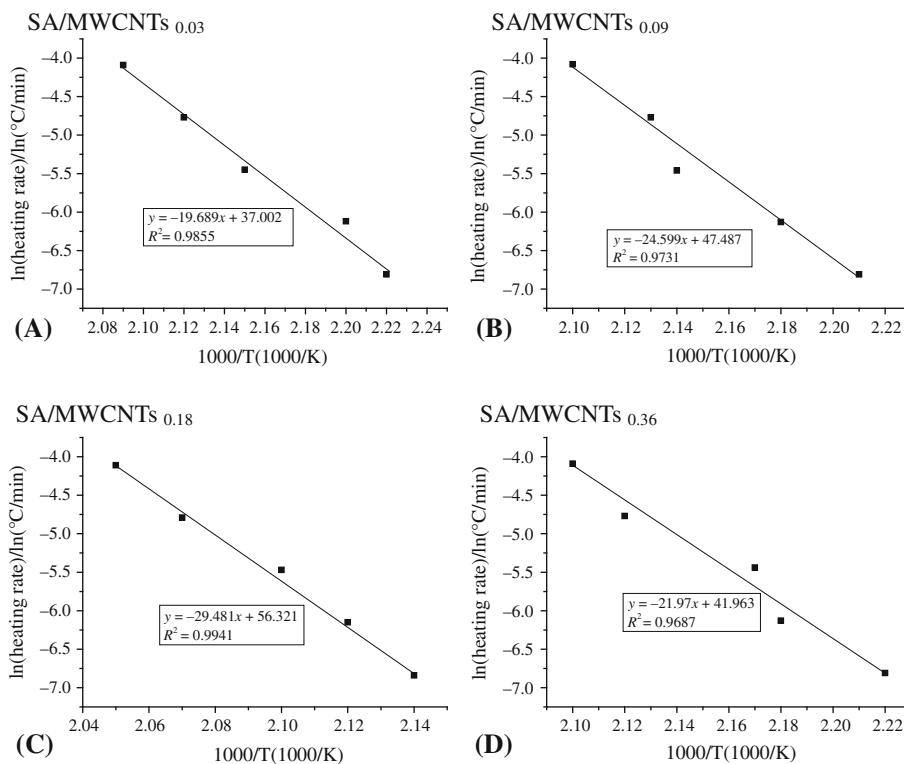 SA/MWCNTs 0.03
ln(heating rate)/ln(°C/min)
–4.0
–4.5
–5.0
–5.5
–6.0
–6.5
–7.0
y = –19.689x + 37.002
R²= 0.9855
2.08 2.10 2.12 2.14 2.16 2.18 2.20 2.22 2.24
(A)
1000/T(1000/K)
SA/MWCNTs 0.09
ln(heating rate)/ln(°C/min)
–4.0
–4.5
–5.0
–5.5
–6.0
–6.5
–7.0
y = –24.599x + 47.487
R² = 0.9731
2.10 2.12 2.14 2.16 2.18 2.20 2.22
(B)
1000/T(1000/K)
SA/MWCNTs 0.18
ln(heating rate)/ln(°C/min)
–4.0
–4.5
–5.0
–5.5
–6.0
–6.5
–7.0
y = –29.481x + 56.321
R² = 0.9941
2.04 2.06 2.08 2.10 2.12 2.14
(C)
1000/T(1000/K)
SA/MWCNTs 0.36
ln(heating rate)/ln(°C/min)
–4.0
–4.5
–5.0
–5.5
–6.0
–6.5
–7.0
y = –21.97x + 41.963
R² = 0.9687
2.10 2.12 2.14 2.16 2.18 2.20 2.22
(D)
1000/T(1000/K)